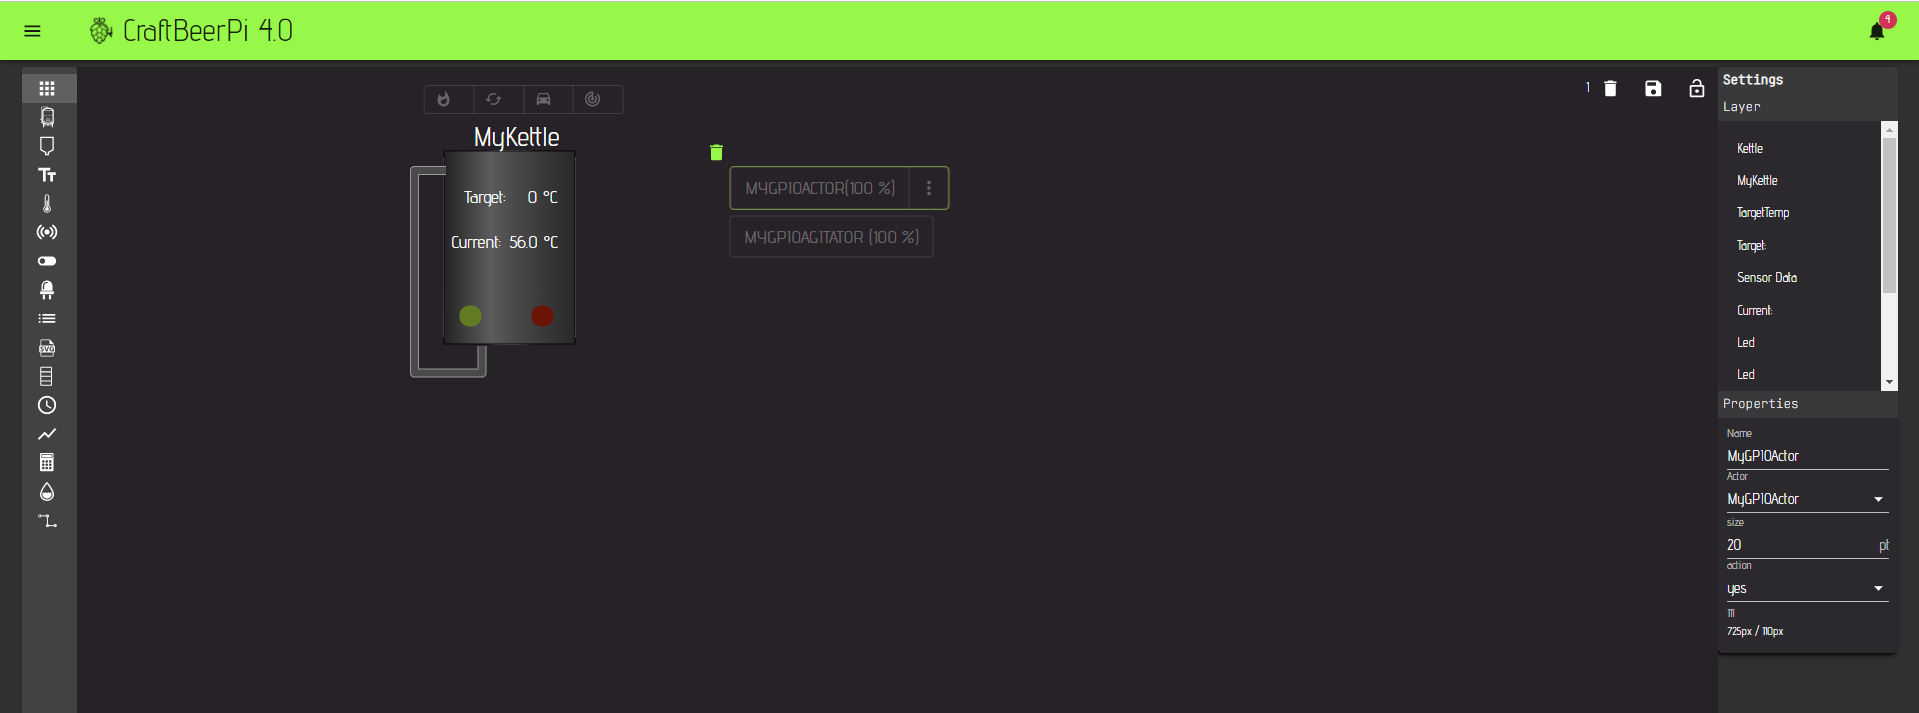 CraftBeerPi 4.0
4
1
MyKettle
Target: 0 °C
Current: 56.0 °C
MYGPIOACTOR(100 %)
MYGPIOAGITATOR (100 %)
SVG
Settings
Layer
Kettle
MyKettle
TargetTemp
Target:
Sensor Data
Current:
Led
Led
Properties
Name
MyGPIOActor
Actor
MyGPIOActor
size
20 pt
action
yes
111
725px / 110px